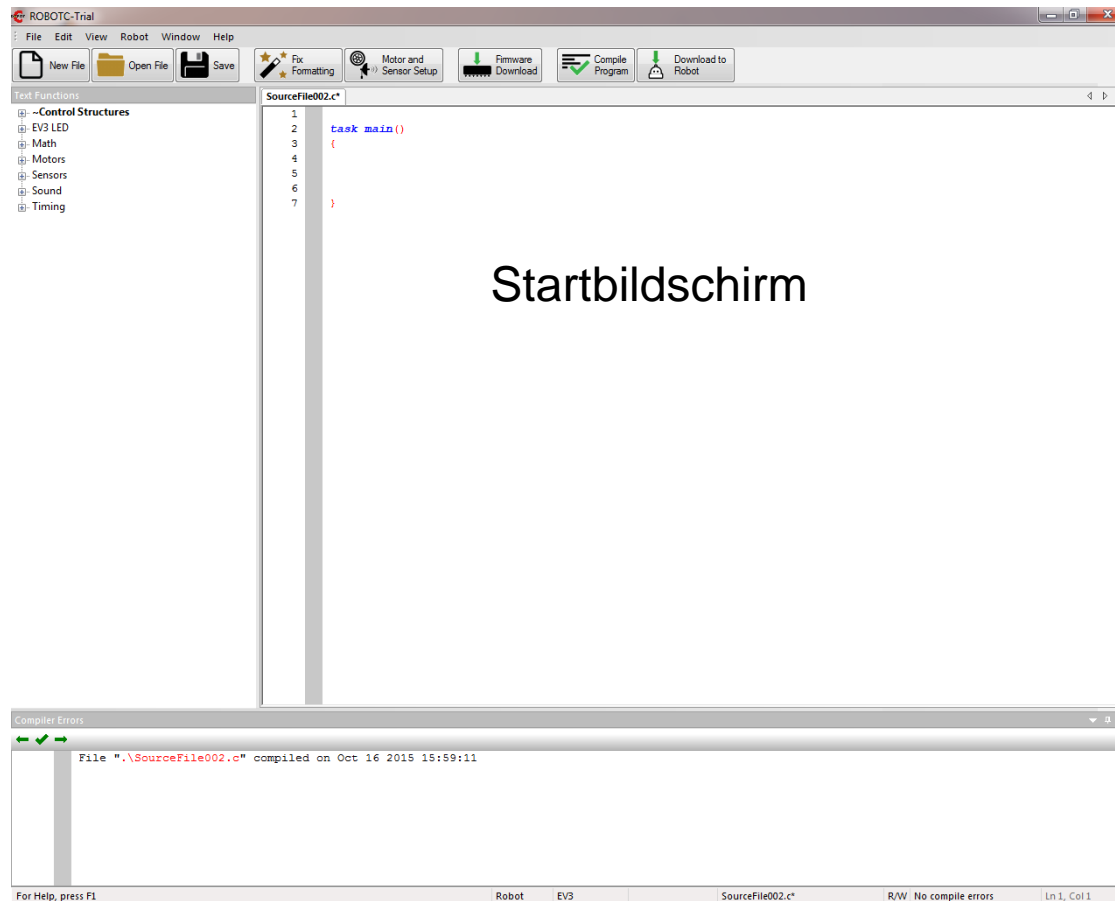 ROBOTC-Trial
File Edit View Robot Window Help
New File Open File Save Fix Formatting Motor and Sensor Setup Firmware Download Compile Program Download to Robot
Text Functions
~Control Structures
EV3 LED
Math
Motors
Sensors
Sound
Timing
SourceFile002.c*
1
2 task main()
3 {
4
5
6
7 }
Startbildschirm
Compiler Errors
File ".\SourceFile002.c" compiled on Oct 16 2015 15:59:11
For Help, press F1 Robot EV3 SourceFile002.c* R/W No compile errors Ln 1, Col 1